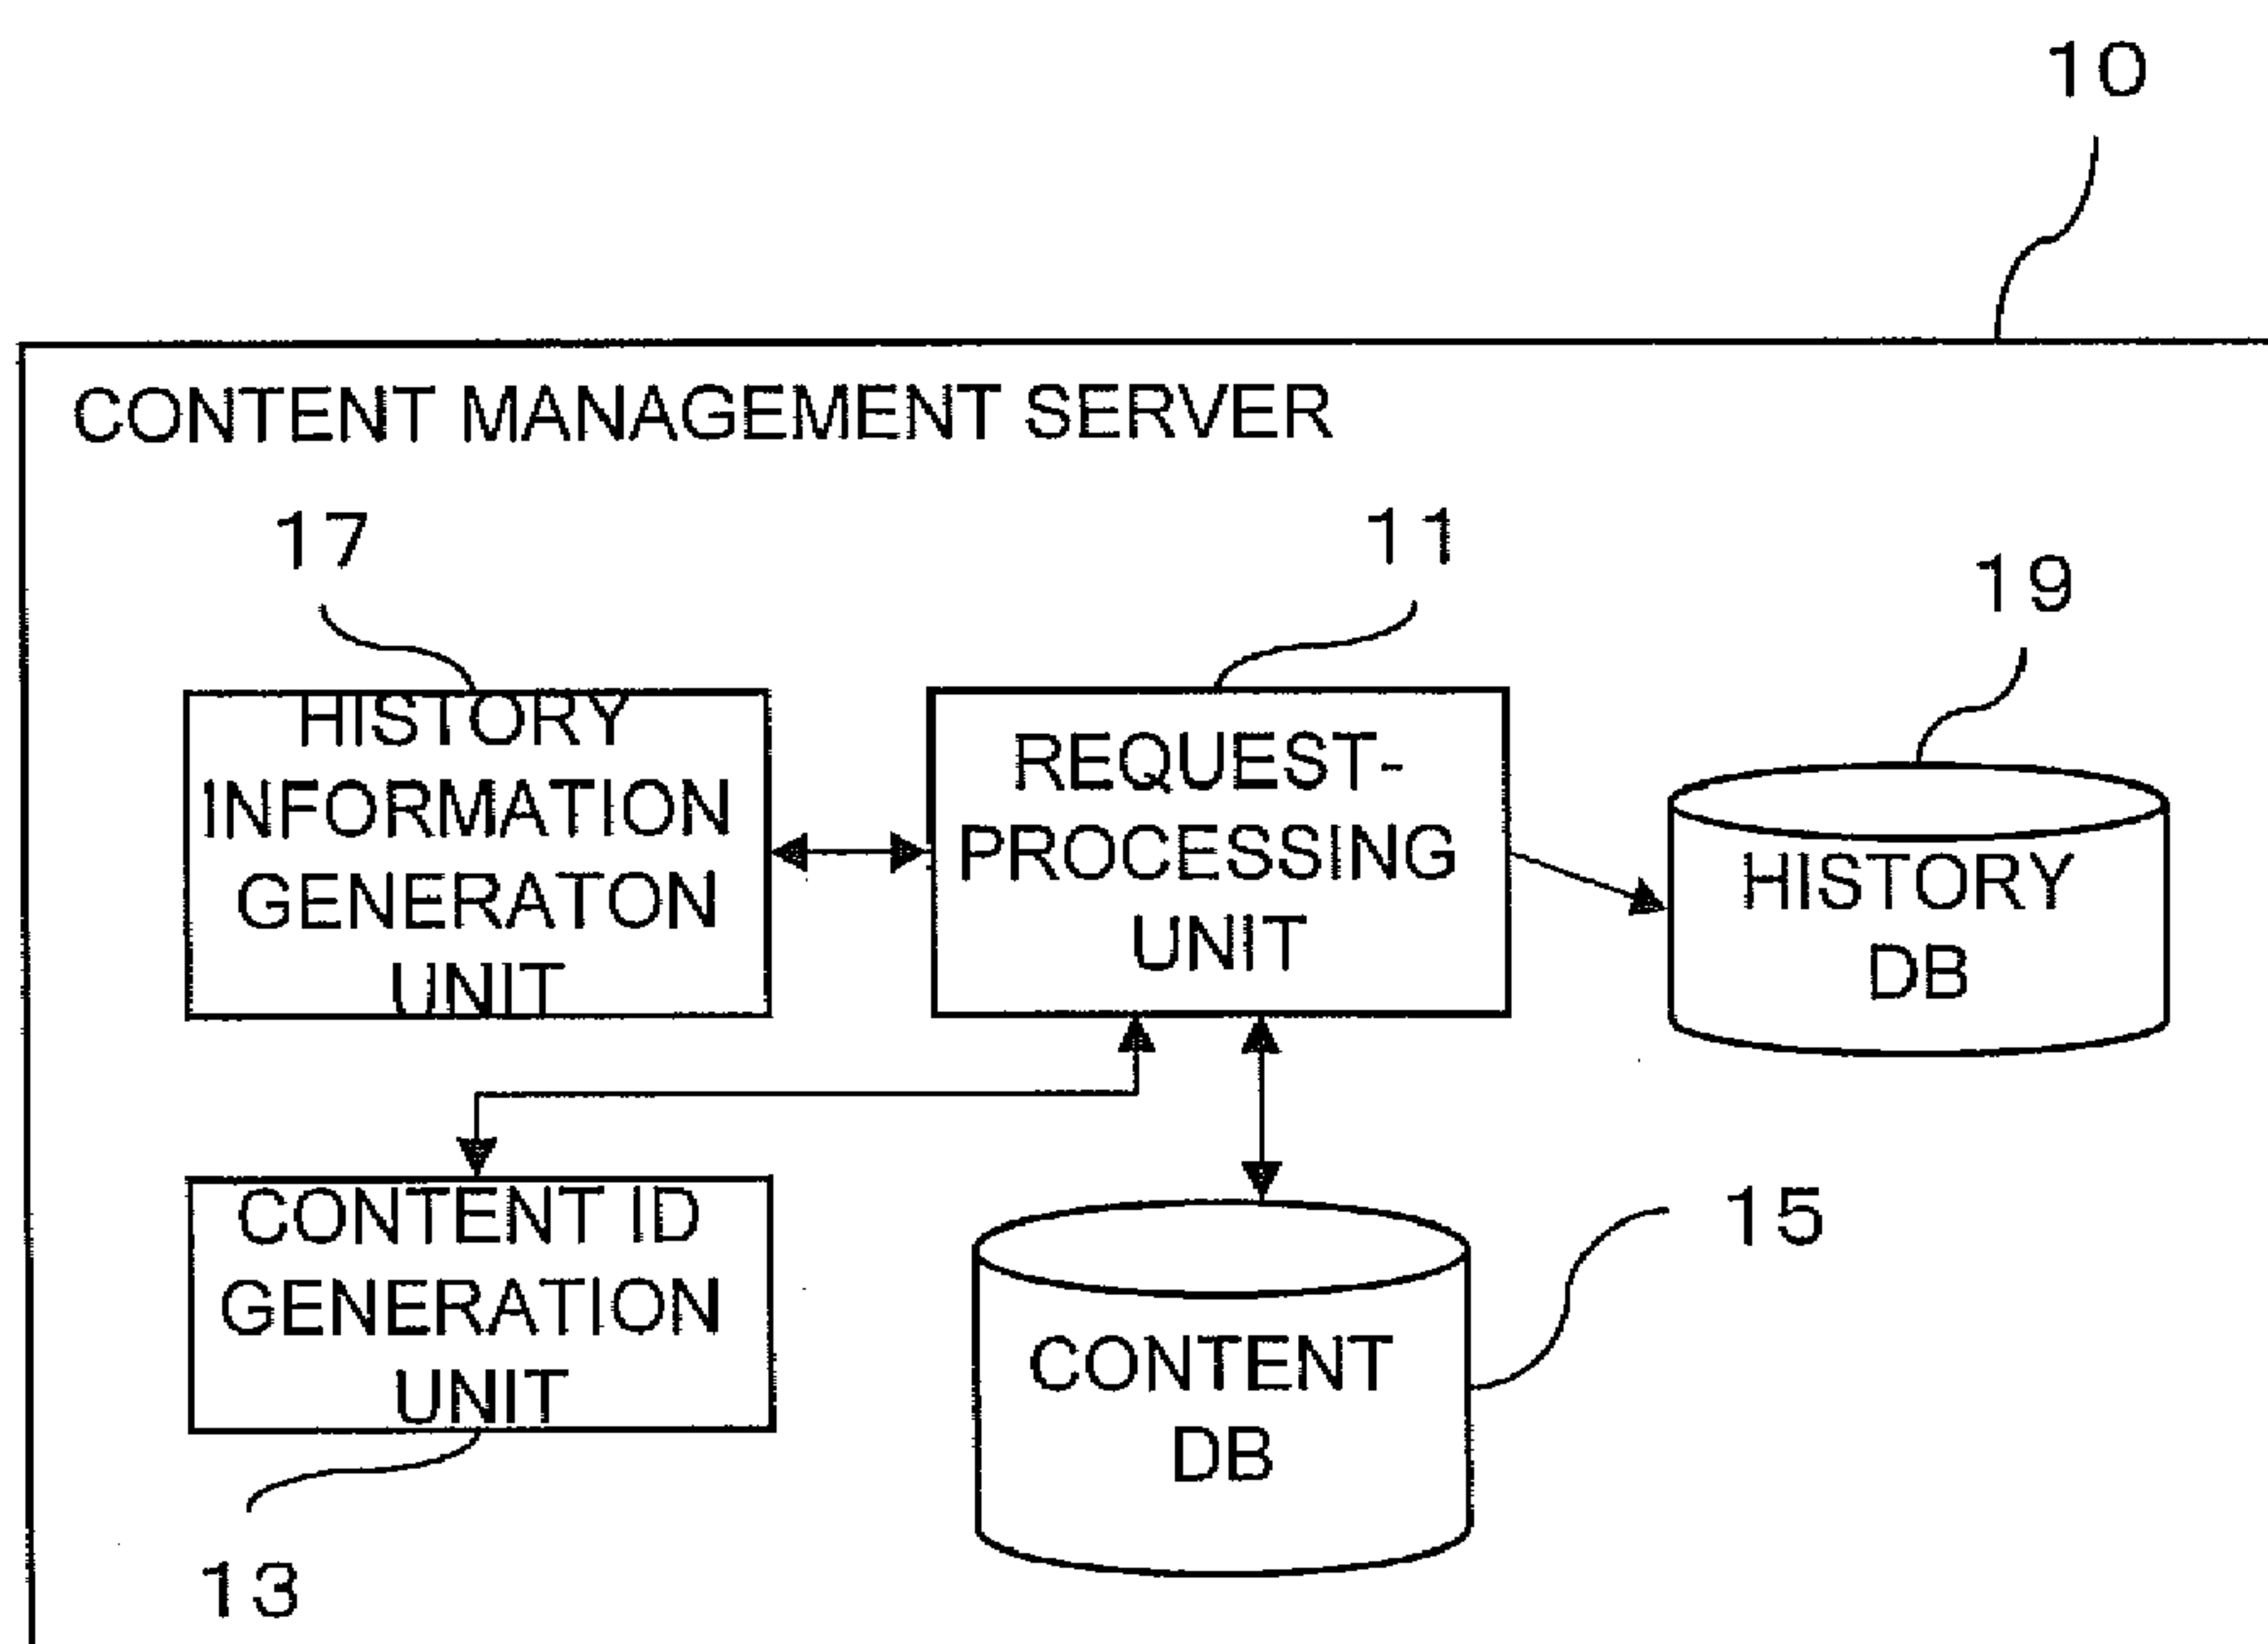 10
CONTENT MANAGEMENT SERVER
17
11
19
HISTORY
INFORMATION
GENERATON
UNIT
REQUEST-
PROCESSING
UNIT
HISTORY
DB
CONTENT ID
GENERATION
UNIT
13
CONTENT
DB
15